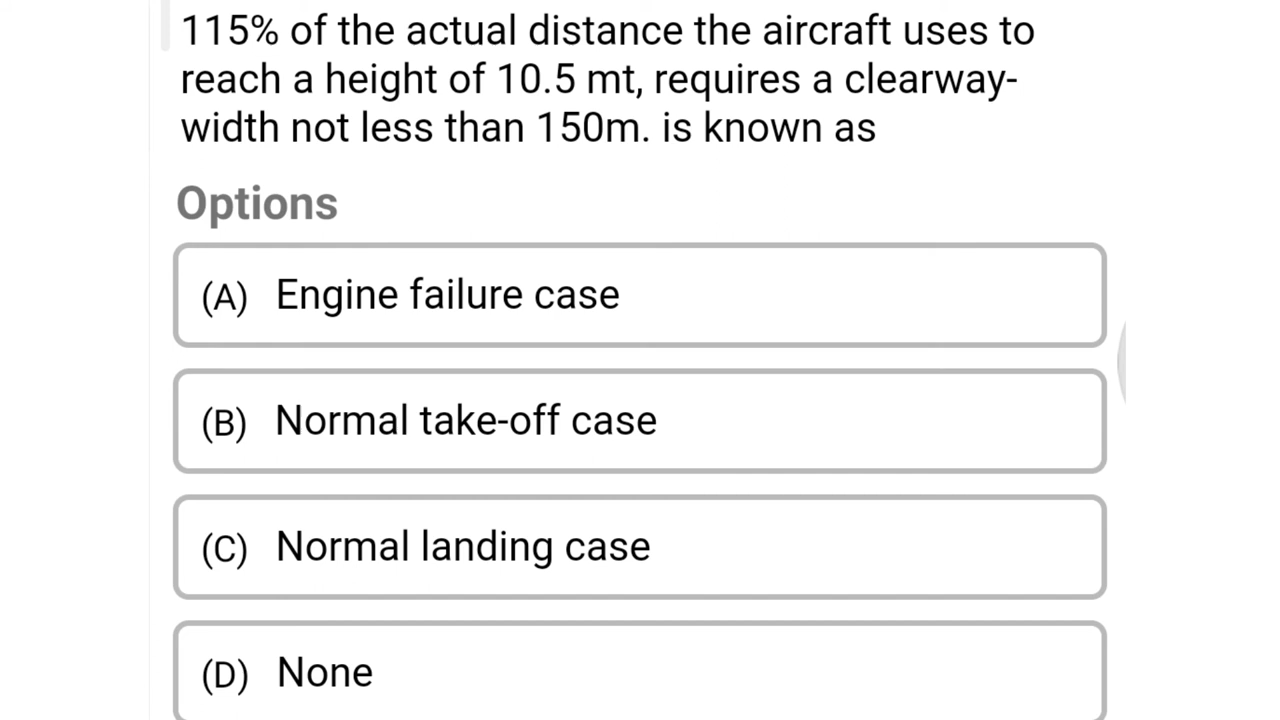 115% of the actual distance the aircraft uses to
reach a height of 10.5 mt, requires a clearway-
width not less than 150m. is known as
Options
(A) Engine failure case
(B) Normal take-off case
(C) Normal landing case
(D) None